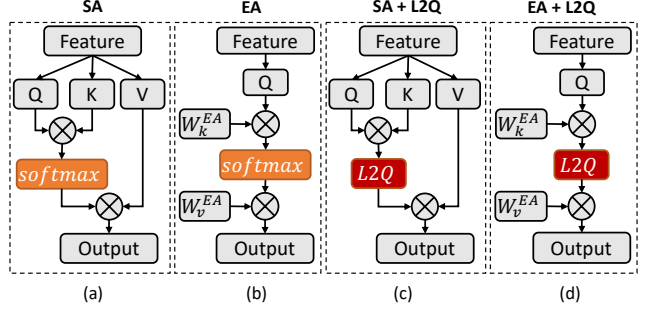 SA EA SA + L2Q EA + L2Q
Feature Feature Feature Feature
Q K V Q Q K V Q
W_k^{EA} W_k^{EA}
softmax softmax L2Q L2Q
W_v^{EA} W_v^{EA}
Output Output Output Output
(a) (b) (c) (d)